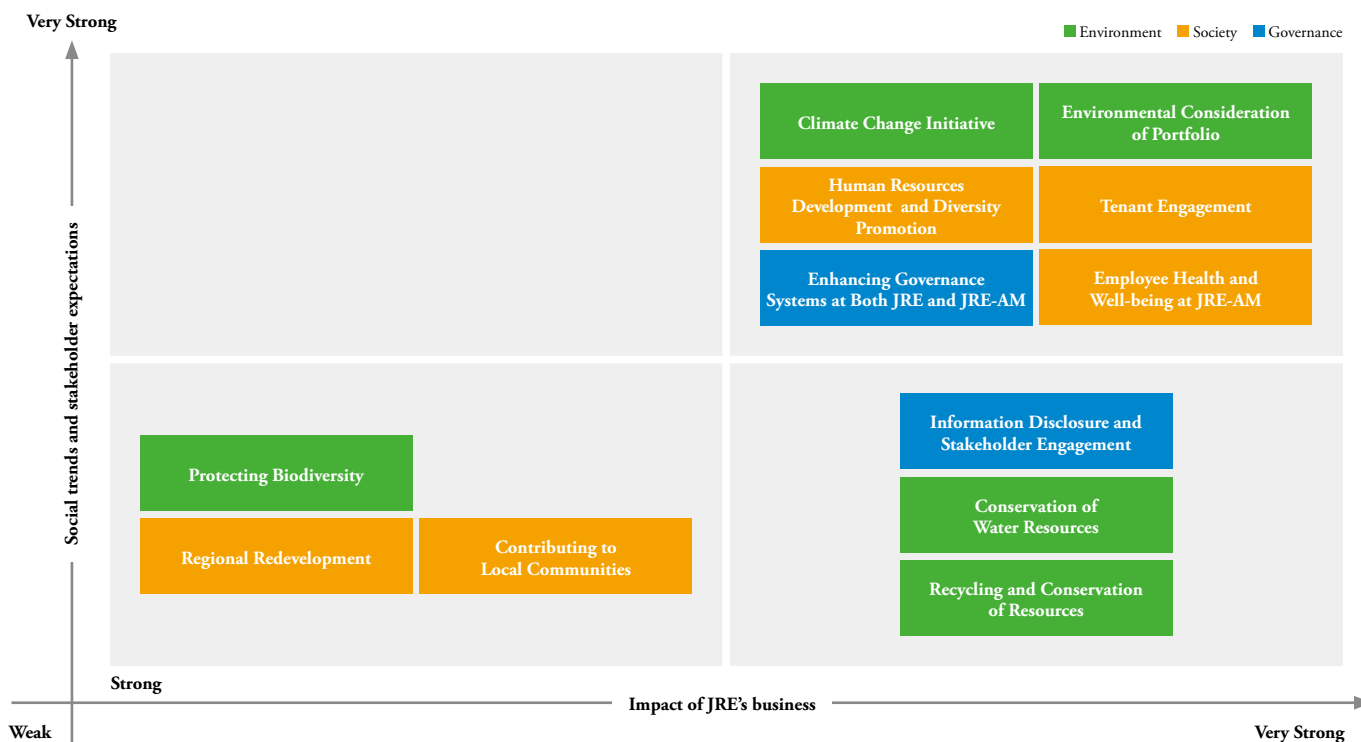 Very Strong
Environment
Society
Governance
Social trends and stakeholder expectations
Climate Change Initiative
Environmental Consideration
of Portfolio
Human Resources
Development and Diversity
Promotion
Tenant Engagement
Enhancing Governance
Systems at Both JRE and JRE-AM
Employee Health and
Well-being at JRE-AM
Protecting Biodiversity
Regional Redevelopment
Contributing to
Local Communities
Information Disclosure and
Stakeholder Engagement
Conservation of
Water Resources
Recycling and Conservation
of Resources
Strong
Impact of JRE's business
Weak
Very Strong